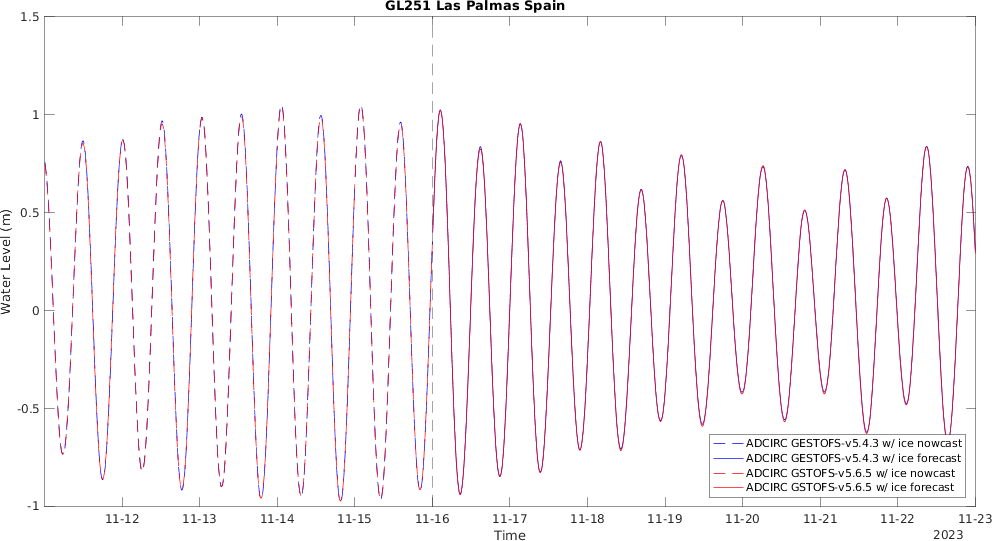 GL251 Las Palmas Spain
1.5
1
0.5
0
-0.5
-1
Water Level (m)
ADCIRC GESTOFS-v5.4.3 w/ ice nowcast
ADCIRC GESTOFS-v5.4.3 w/ ice forecast
ADCIRC GSTOFS-v5.6.5 w/ ice nowcast
ADCIRC GSTOFS-v5.6.5 w/ ice forecast
11-12 11-13 11-14 11-15 11-16 11-17 11-18 11-19 11-20 11-21 11-22 11-23
Time
2023